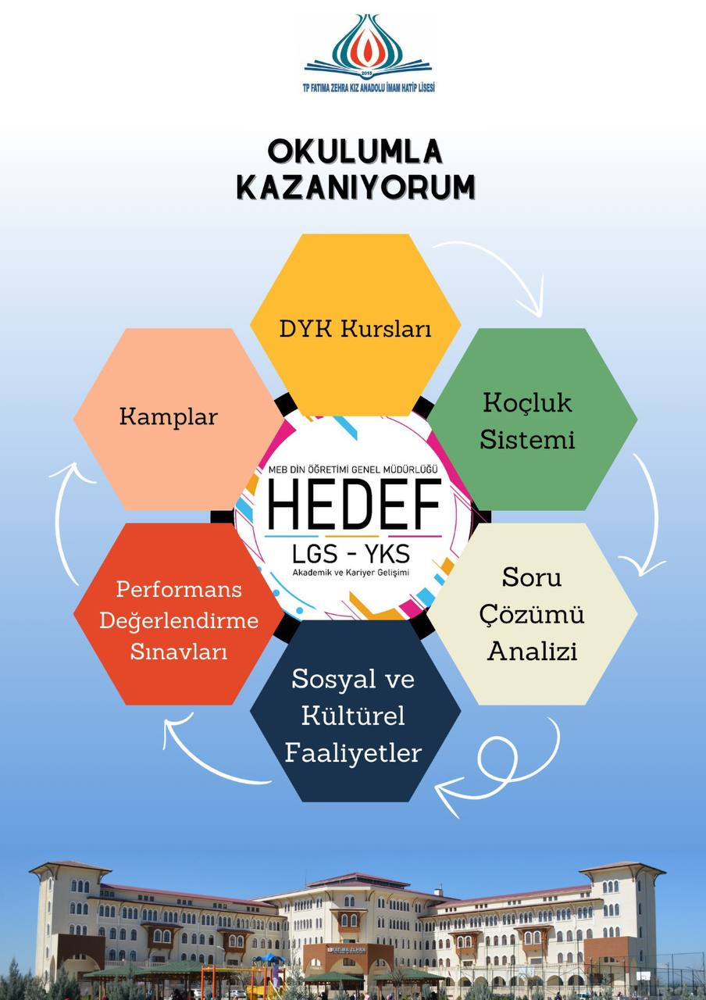 2015
TP FATIMA ZEHRA KIZ ANADOLU İMAM HATİP LİSESİ
OKULUMLA
KAZANIYORUM
DYK Kursları
Koçluk
Sistemi
Soru
Çözümü
Analizi
Sosyal ve
Kültürel
Faaliyetler
Performans
Değerlendirme
Sınavları
Kamplar
MEB DİN ÖĞRETİMİ GENEL MÜDÜRLÜĞÜ
HEDEF
LGS - YKS
Akademik ve Kariyer Gelişimi
FATIMA ZEHRA